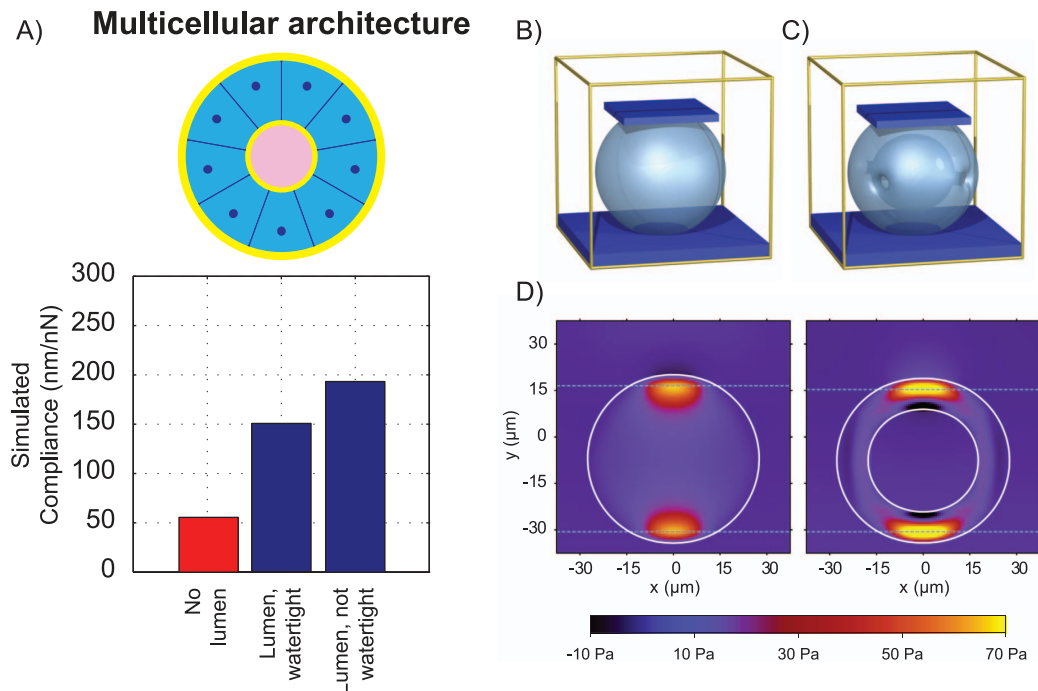 A)
Multicellular architecture
B)
C)
300
250
200
150
100
50
0
Simulated
Compliance (nm/nN)
No
lumen
Lumen,
watertight
Lumen, not
watertight
D)
30
15
0
-15
-30
y (µm)
-30 -15 0 15 30
x (µm)
-30 -15 0 15 30
x (µm)
-10 Pa 10 Pa 30 Pa 50 Pa 70 Pa